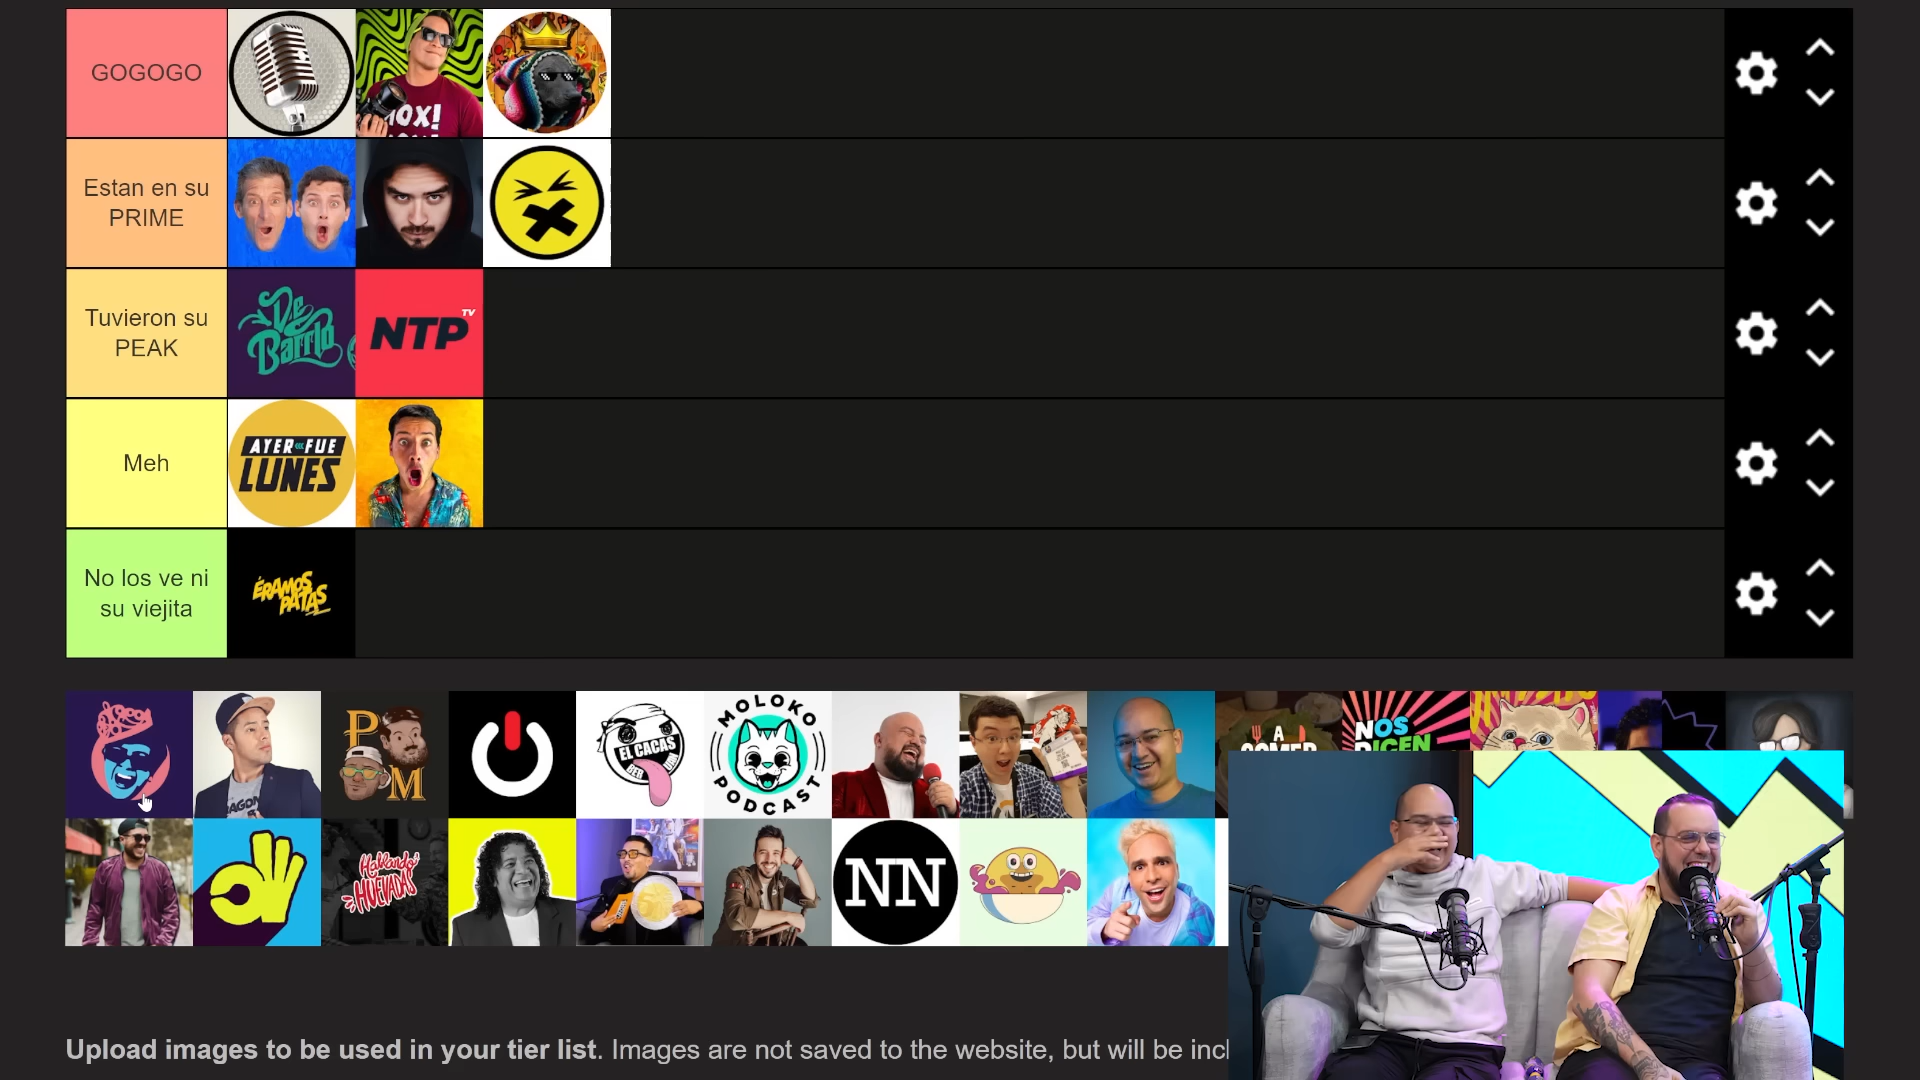 GOGOGO
OX!
Estan en su
PRIME
Tuvieron su
PEAK
De
Barrio
NTP TV
Meh
AYER FUE
LUNES
No los ve ni
su viejita
ÉRAMOS
PATAS
P
M
EL CACAS
MOLOKO
PODCAST
A
COMER
NOS
DICEN
Hablando
HUEVADAS
NN
Upload images to be used in your tier list. Images are not saved to the website, but will be incl